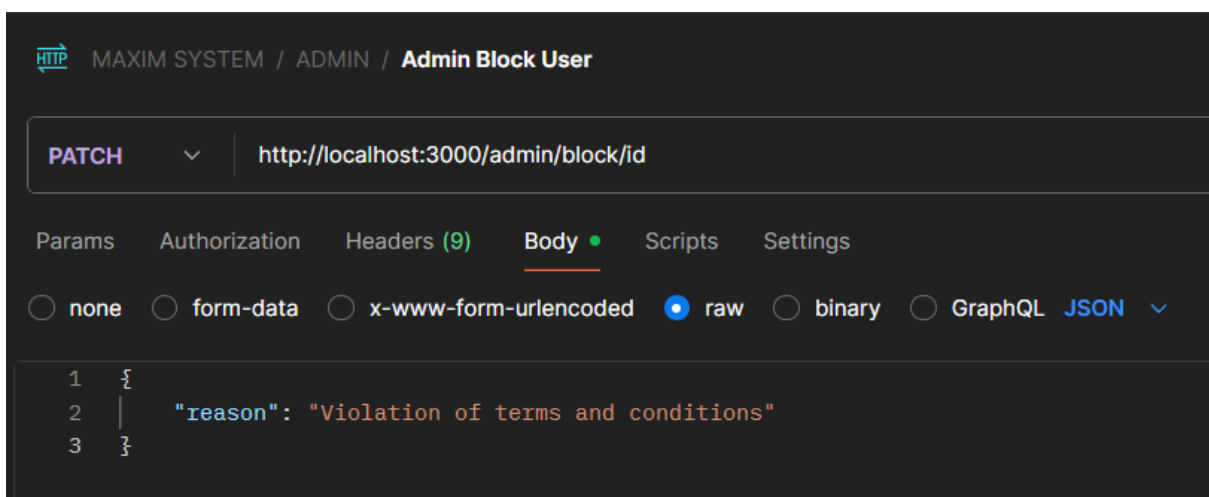 HTTP MAXIM SYSTEM / ADMIN / Admin Block User
PATCH http://localhost:3000/admin/block/id
Params Authorization Headers (9) Body Scripts Settings
none form-data x-www-form-urlencoded raw binary GraphQL JSON
1 {
2 "reason": "Violation of terms and conditions"
3 }